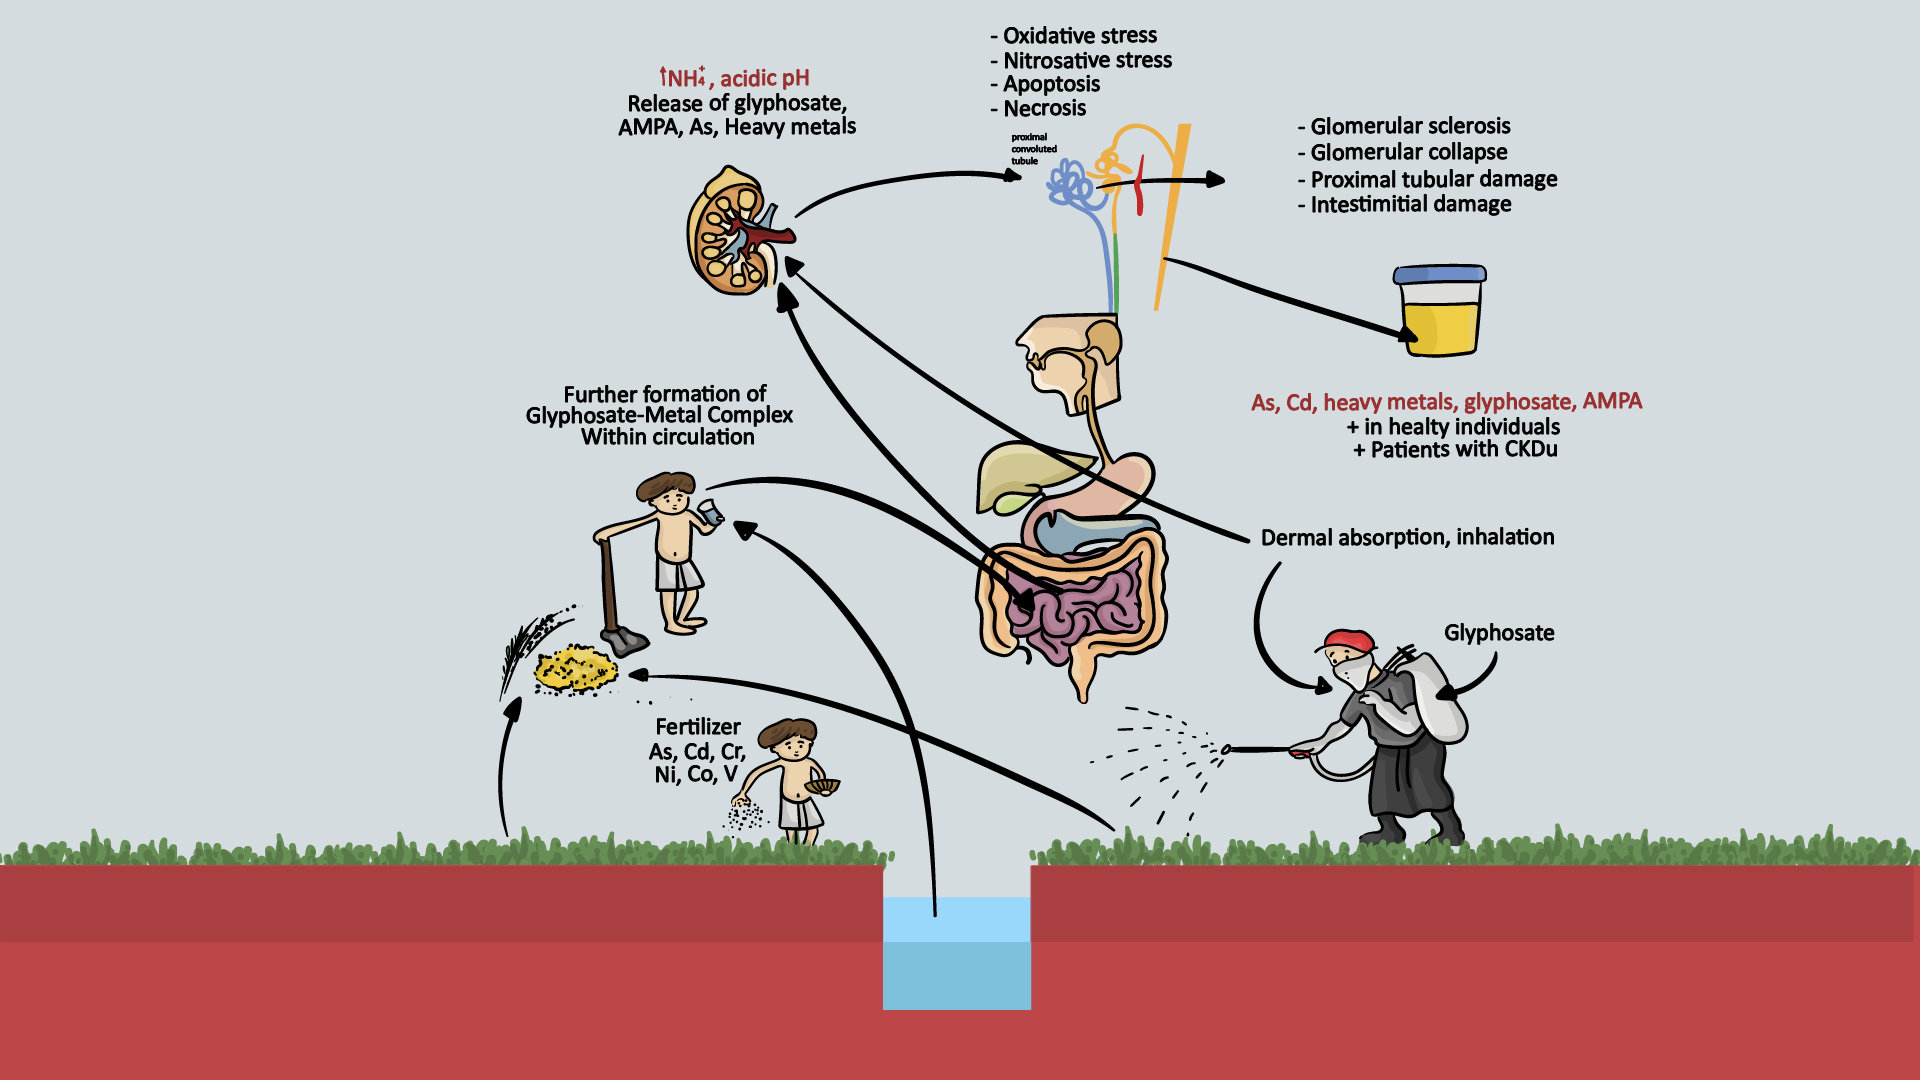 - Oxidative stress
- Nitrosative stress
- Apoptosis
- Necrosis
↑NH₄⁺, acidic pH
Release of glyphosate,
AMPA, As, Heavy metals
proximal
convoluted
tubule
- Glomerular sclerosis
- Glomerular collapse
- Proximal tubular damage
- Intestimitial damage
Further formation of
Glyphosate-Metal Complex
Within circulation
As, Cd, heavy metals, glyphosate, AMPA
+ in healty individuals
+ Patients with CKDu
Dermal absorption, inhalation
Glyphosate
Fertilizer
As, Cd, Cr,
Ni, Co, V